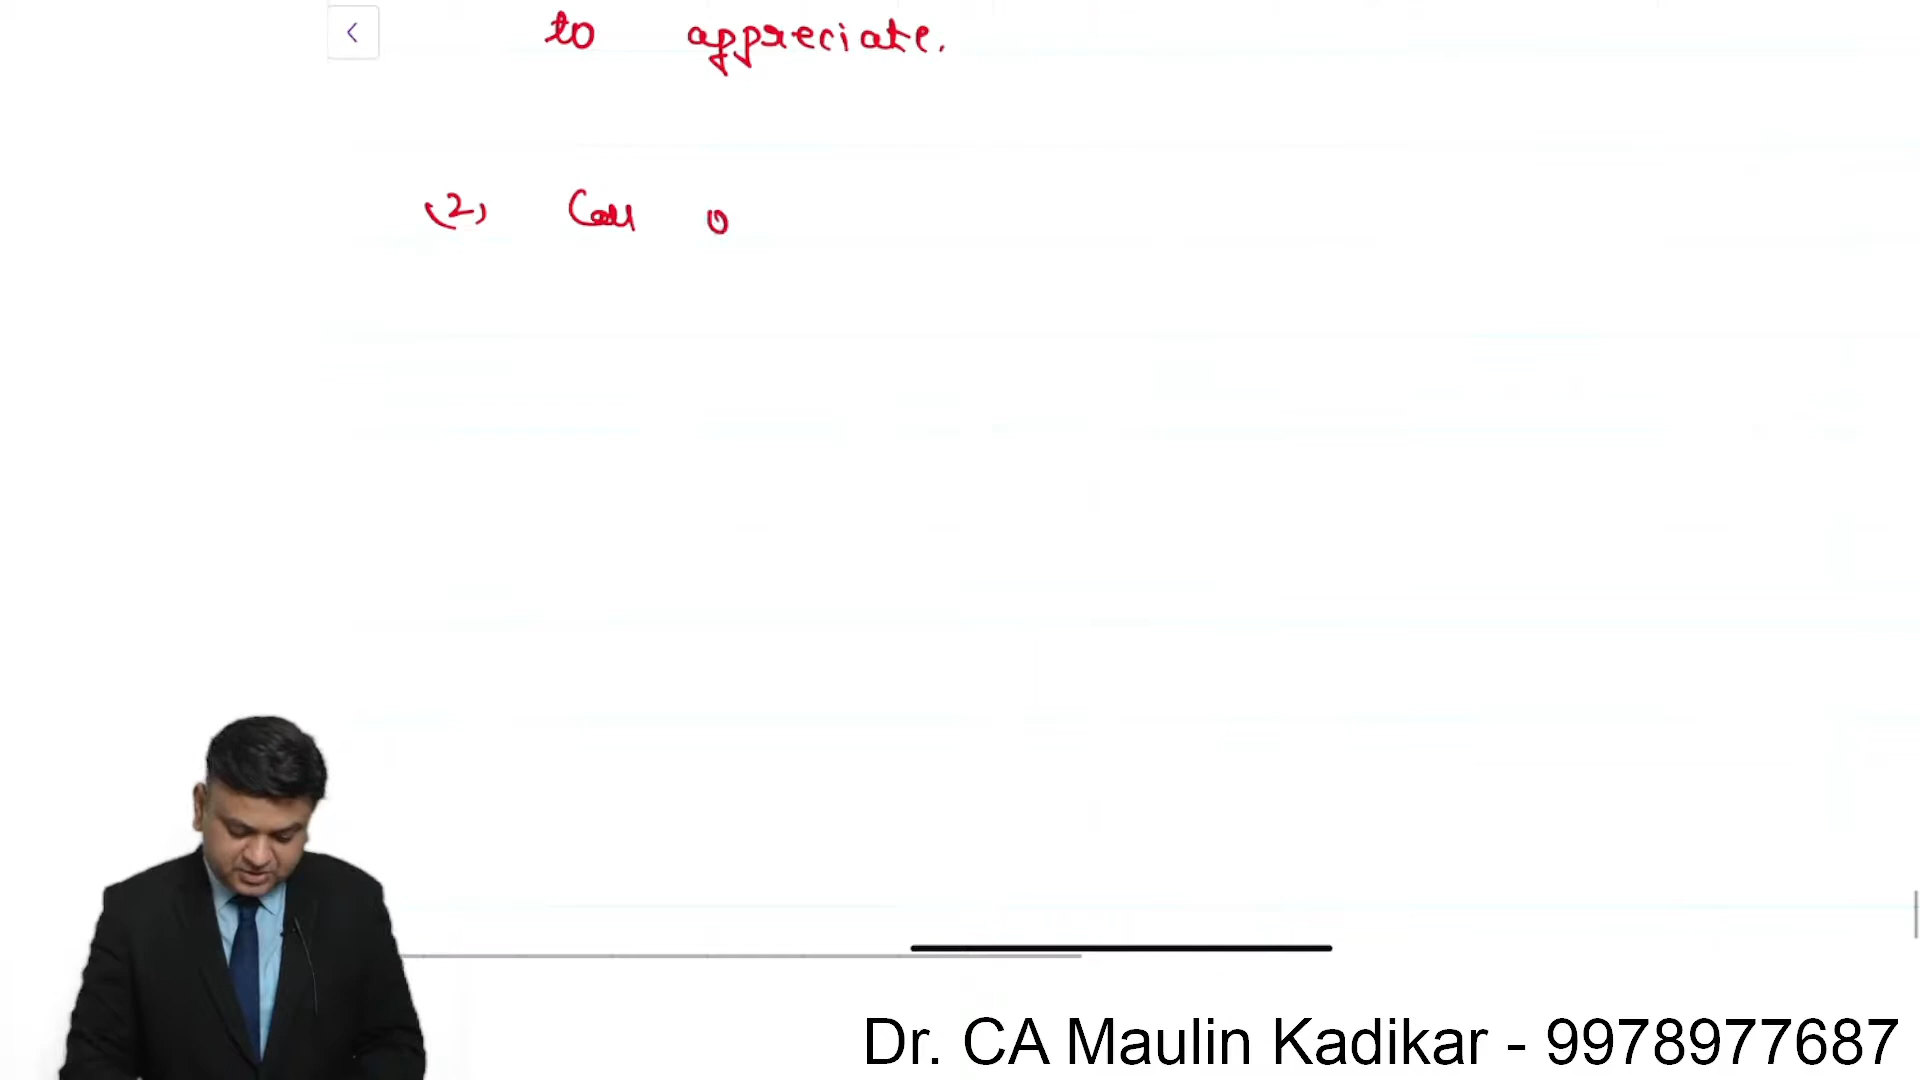 to appreciate.
(2) Call o
Dr. CA Maulin Kadikar - 9978977687